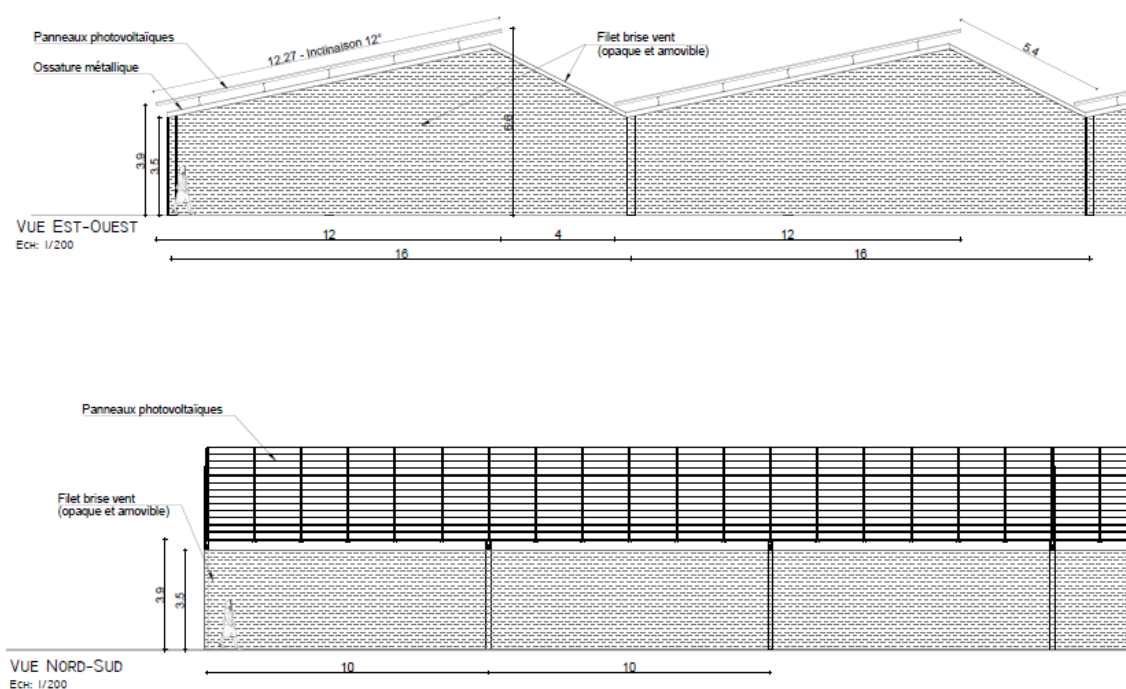 Panneaux photovoltaïques
12.27 - Inclinaison 12°
Filet brise vent
(opaque et amovible)
5.4
Ossature métallique
3.9
3.5
6.6
VUE EST-OUEST
ECH: 1/200
12
4
12
16
16
Panneaux photovoltaïques
Filet brise vent
(opaque et amovible)
3.9
3.5
VUE NORD-SUD
ECH: 1/200
10
10